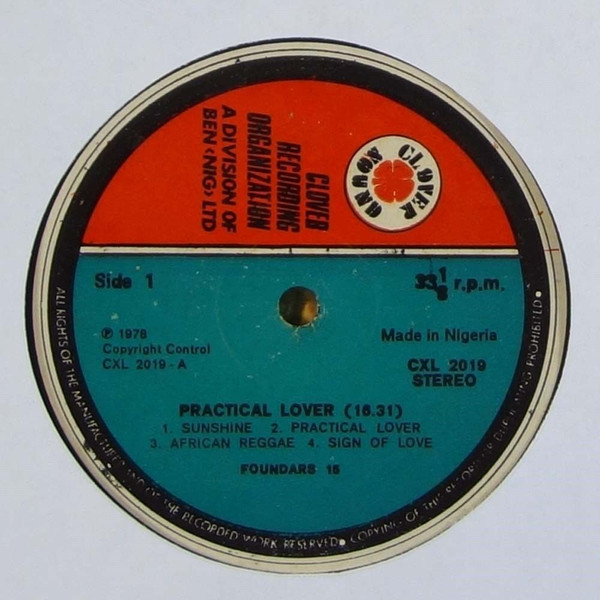 CLOVER
RECORDING
ORGANIZATION
A DIVISION OF
BEN (NIG) LTD
CLOVER
SOUND
Side 1
33⅓ r.p.m.
℗ 1978
Copyright Control
CXL 2019 - A
Made in Nigeria
CXL 2019
STEREO
PRACTICAL LOVER (16.31)
1. SUNSHINE 2. PRACTICAL LOVER
3. AFRICAN REGGAE 4. SIGN OF LOVE
FOUNDARS 15
ALL RIGHTS OF THE MANUFACTURER AND OF THE RECORDED WORK RESERVED● COPYING OF THIS RECORD PROHIBITED●